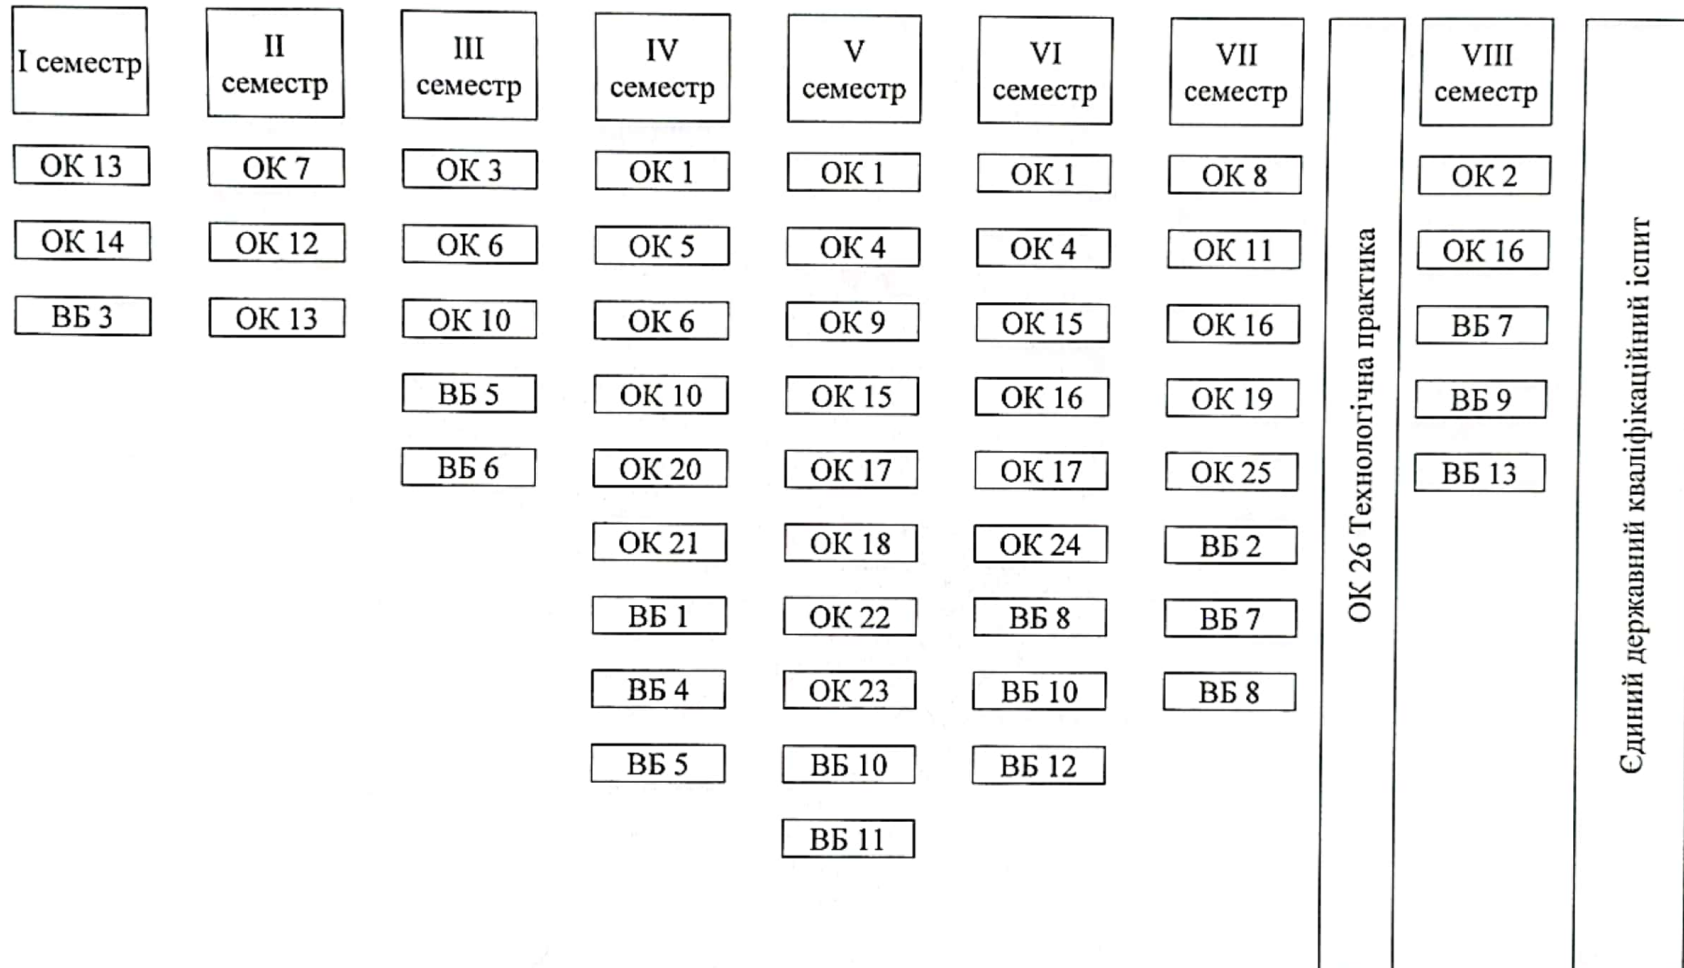 I семестр
II
семестр
III
семестр
IV
семестр
V
семестр
VI
семестр
VII
семестр
VIII
семестр
ОК 13
ОК 7
ОК 3
ОК 1
ОК 1
ОК 1
ОК 8
ОК 2
ОК 14
ОК 12
ОК 6
ОК 5
ОК 4
ОК 4
ОК 11
ОК 16
ВБ 3
ОК 13
ОК 10
ОК 6
ОК 9
ОК 15
ОК 16
ВБ 7
ВБ 5
ОК 10
ОК 15
ОК 16
ОК 19
ВБ 9
ВБ 6
ОК 20
ОК 17
ОК 17
ОК 25
ВБ 13
ОК 21
ОК 18
ОК 24
ВБ 2
ВБ 1
ОК 22
ВБ 8
ВБ 7
ВБ 4
ОК 23
ВБ 10
ВБ 8
ВБ 5
ВБ 10
ВБ 12
ВБ 11
ОК 26 Технологічна практика
Єдиний державний кваліфікаційний іспит